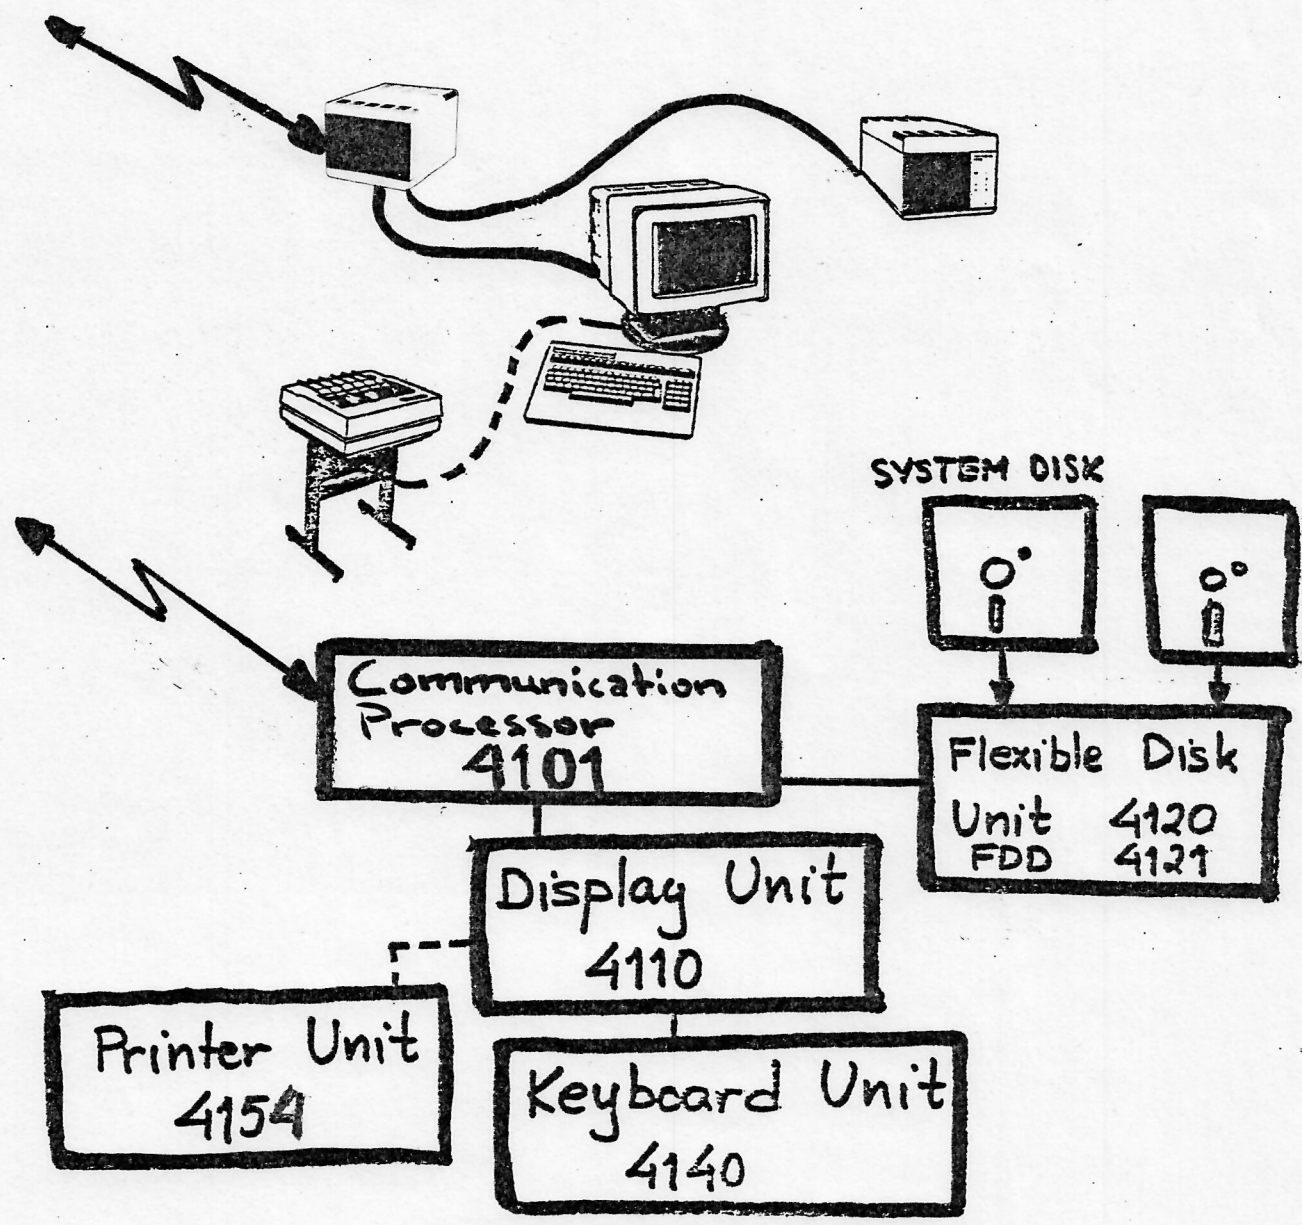 SYSTEM DISK
Communication
Processor
4101
Flexible Disk
Unit 4120
FDD 4121
Display Unit
4110
Printer Unit
4154
Keyboard Unit
4140